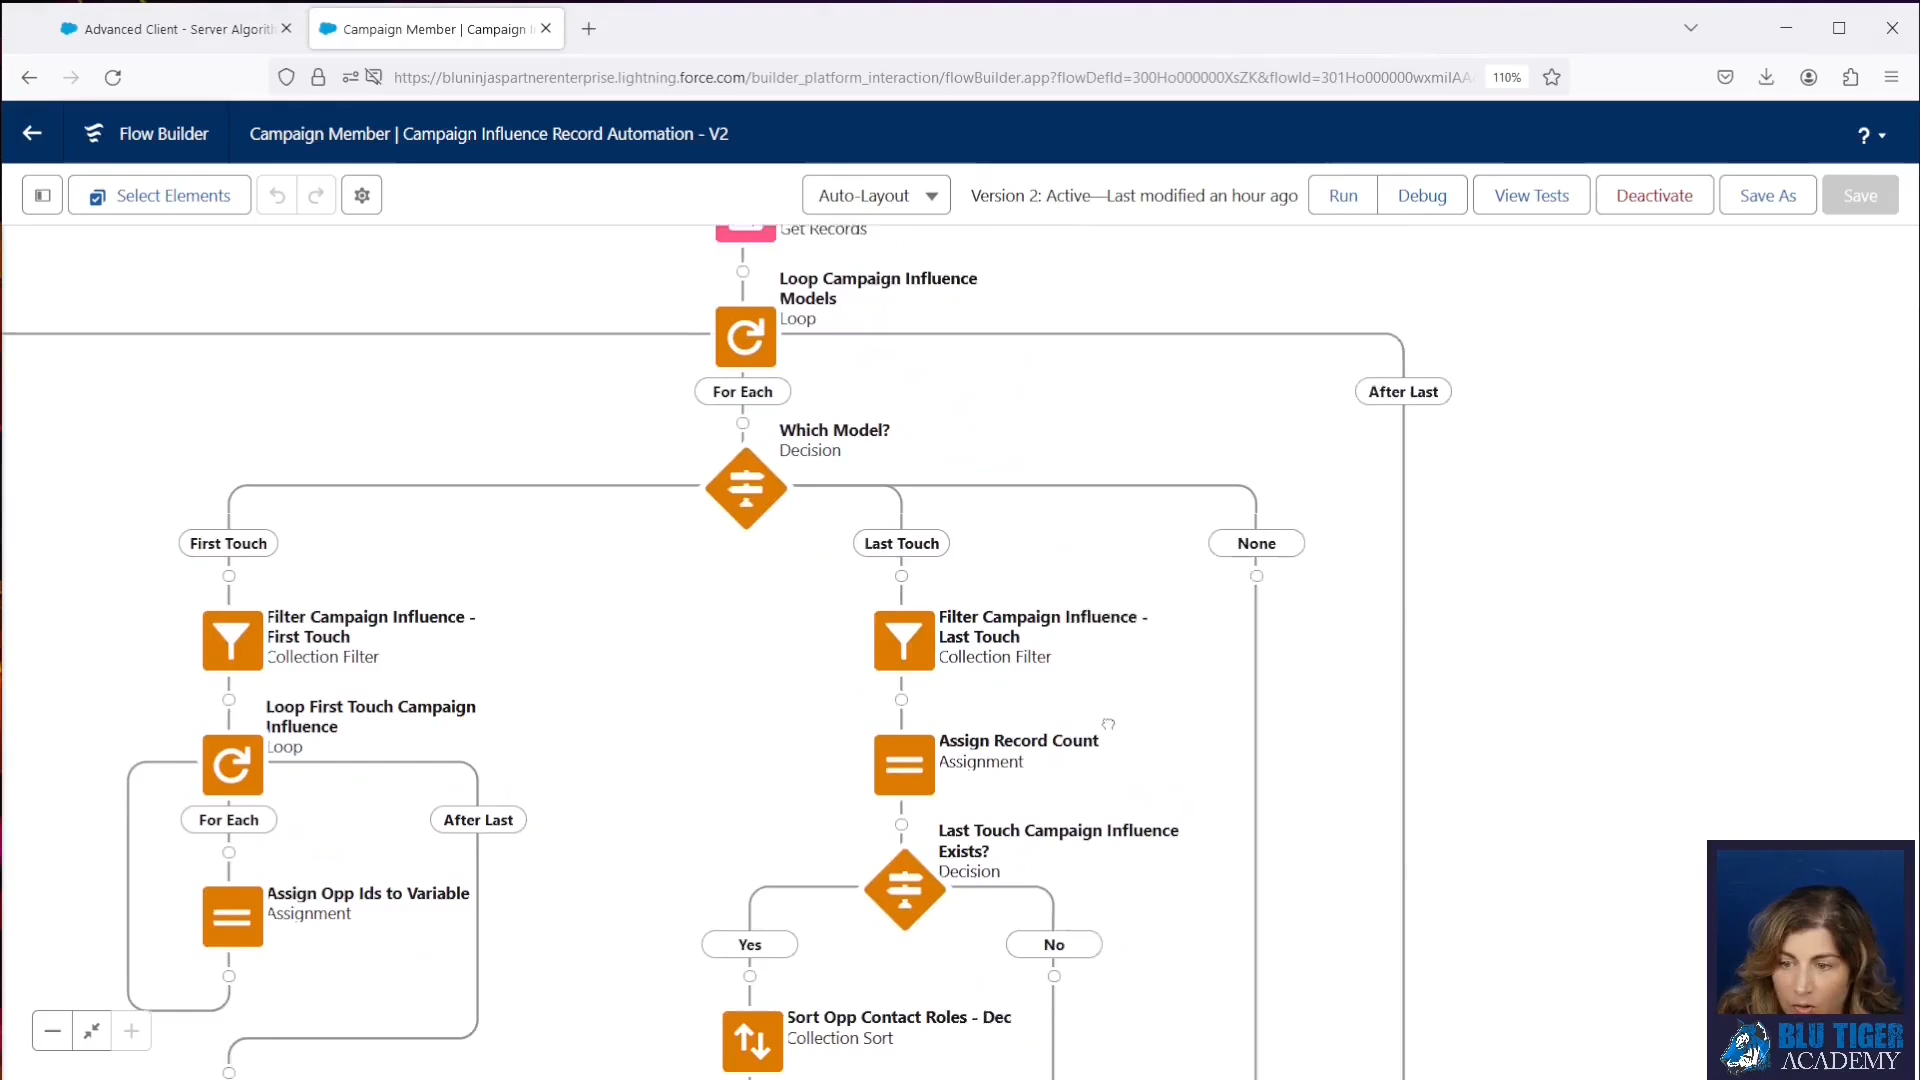 Advanced Client - Server Algorith
Campaign Member | Campaign I
https://bluninjaspartnerenterprise.lightning.force.com/builder_platform_interaction/flowBuilder.app?flowDefId=300Ho000000XsZK&flowId=301Ho000000wxmiIAA
110%
Flow Builder
Campaign Member | Campaign Influence Record Automation - V2
?
Select Elements
Auto-Layout
Version 2: Active—Last modified an hour ago
Run
Debug
View Tests
Deactivate
Save As
Save
Get Records
Loop Campaign Influence
Models
Loop
For Each
After Last
Which Model?
Decision
First Touch
Last Touch
None
Filter Campaign Influence -
First Touch
Collection Filter
Filter Campaign Influence -
Last Touch
Collection Filter
Loop First Touch Campaign
Influence
Loop
Assign Record Count
Assignment
For Each
After Last
Last Touch Campaign Influence
Exists?
Decision
Assign Opp Ids to Variable
Assignment
Yes
No
Sort Opp Contact Roles - Dec
Collection Sort
BLU TIGER
ACADEMY